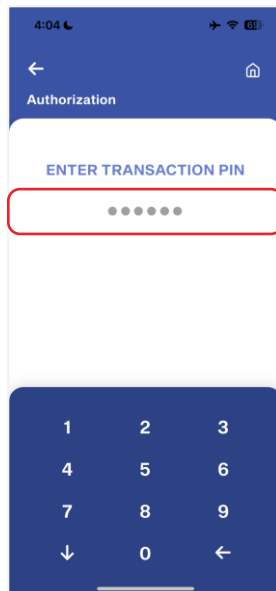 4:04
69
Authorization
ENTER TRANSACTION PIN
1 2 3
4 5 6
7 8 9
0